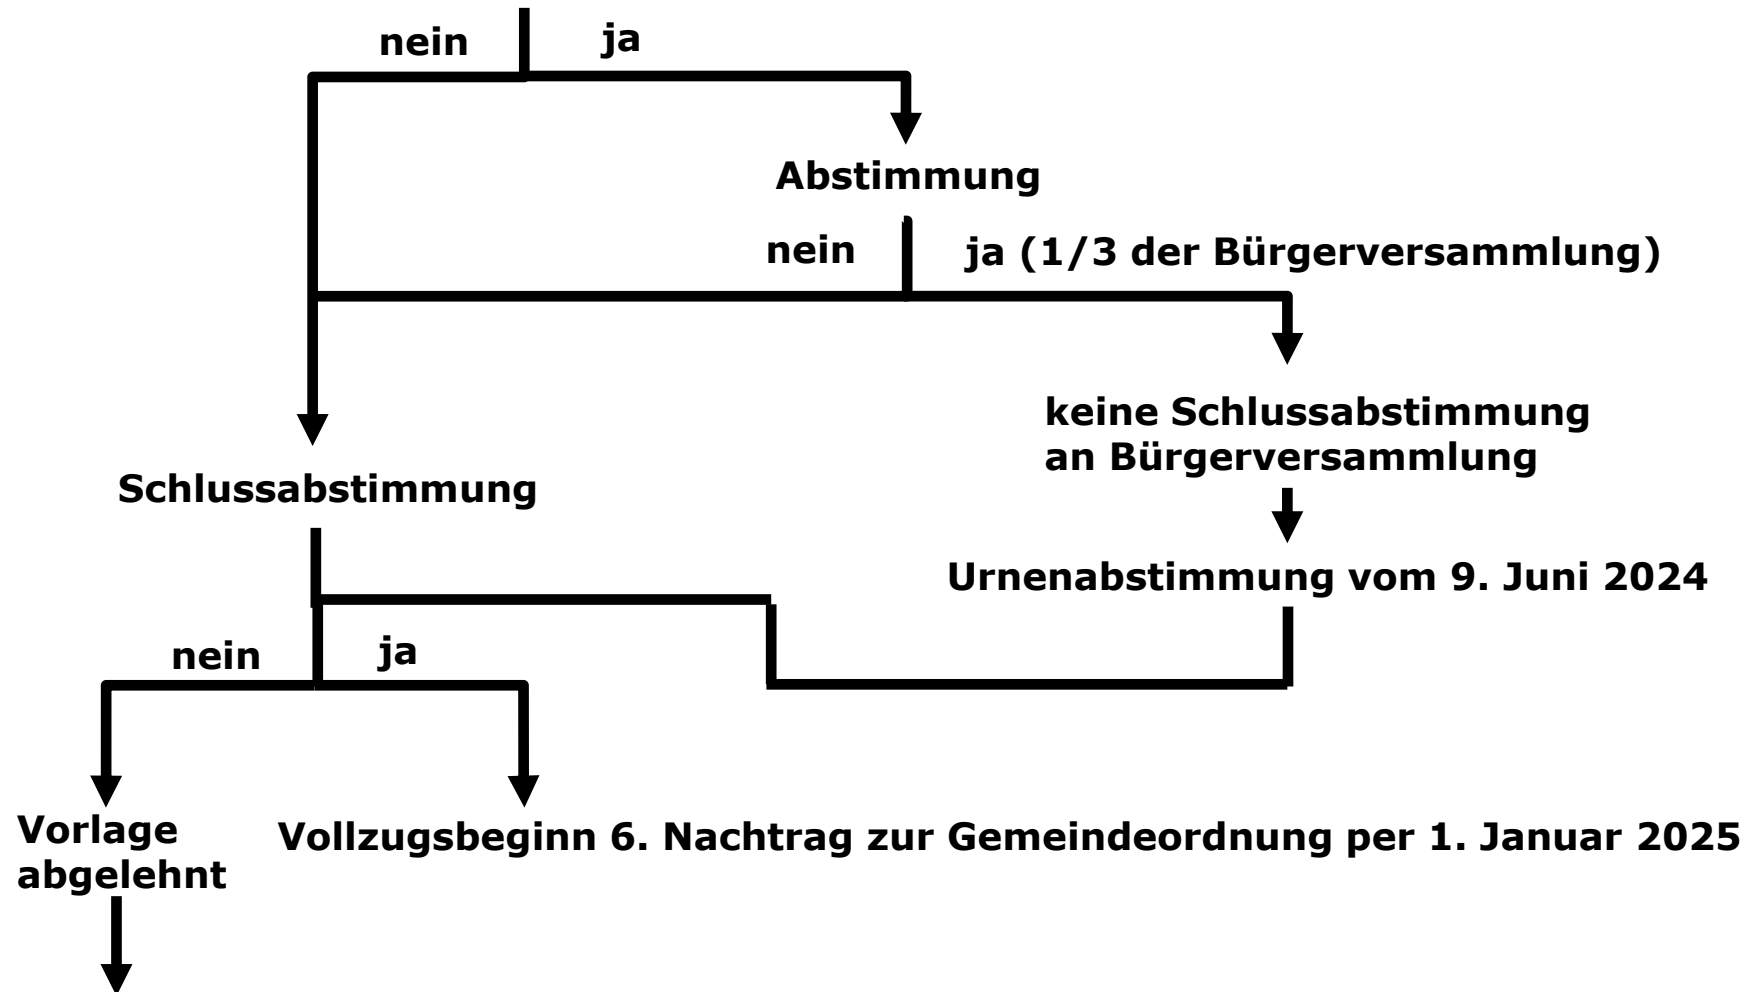 nein
ja
Abstimmung
nein
ja (1/3 der Bürgerversammlung)
keine Schlussabstimmung
an Bürgerversammlung
Schlussabstimmung
Urnenabstimmung vom 9. Juni 2024
nein
ja
Vorlage
abgelehnt
Vollzugsbeginn 6. Nachtrag zur Gemeindeordnung per 1. Januar 2025